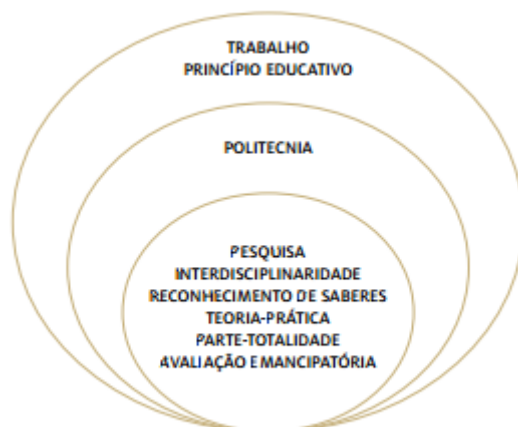 TRABALHO
PRINCÍPIO EDUCATIVO
POLITECNIA
PESQUISA
INTERDISCIPLINARIDADE
RECONHECIMENTO DE SABERES
TEORIA-PRÁTICA
PARTE-TOTALIDADE
AVALIAÇÃO EMANCIPATÓRIA